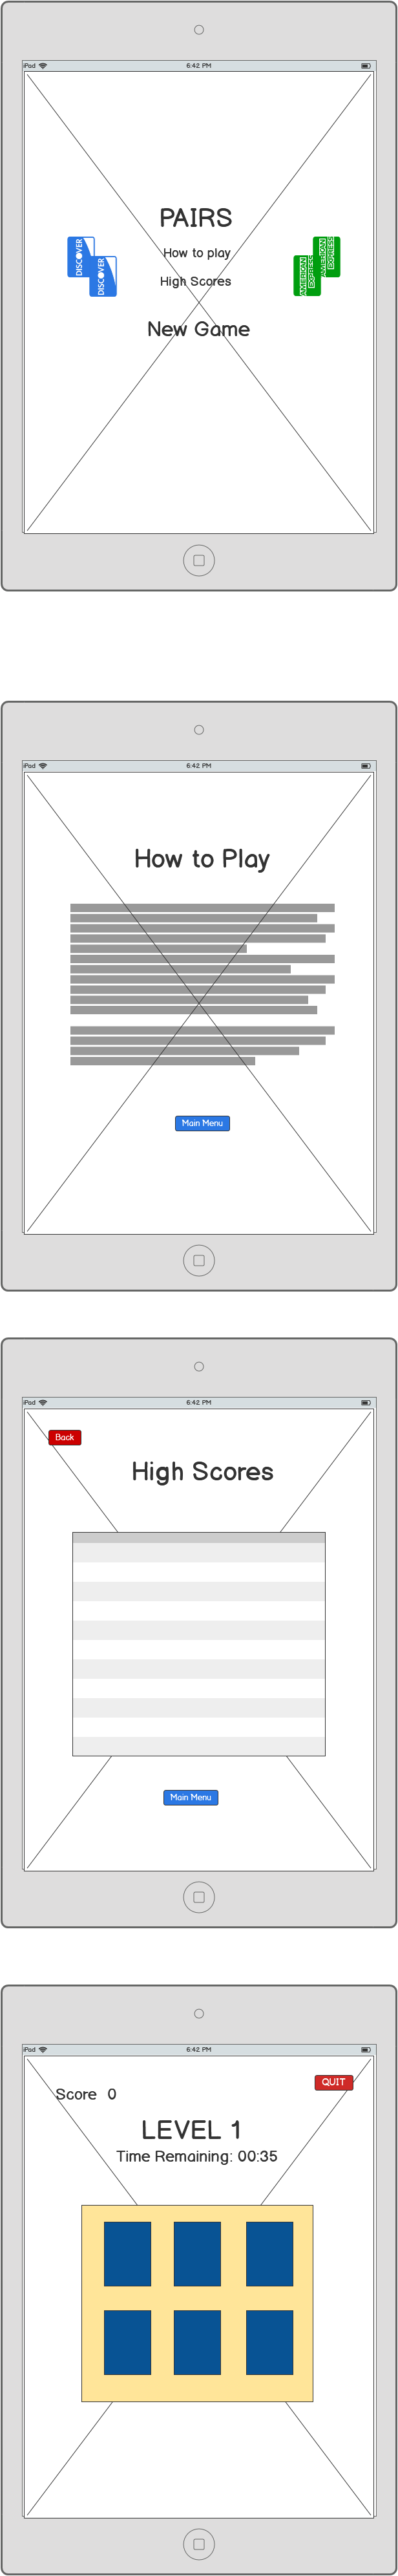 iPad 6:42 PM
PAIRS
DISCOVER
DISCOVER
How to play
AMERICAN EXPRESS
AMERICAN EXPRESS
High Scores
New Game
iPad 6:42 PM
How to Play
Main Menu
iPad 6:42 PM
Back
High Scores
Main Menu
iPad 6:42 PM
QUIT
Score 0
LEVEL 1
Time Remaining: 00:35